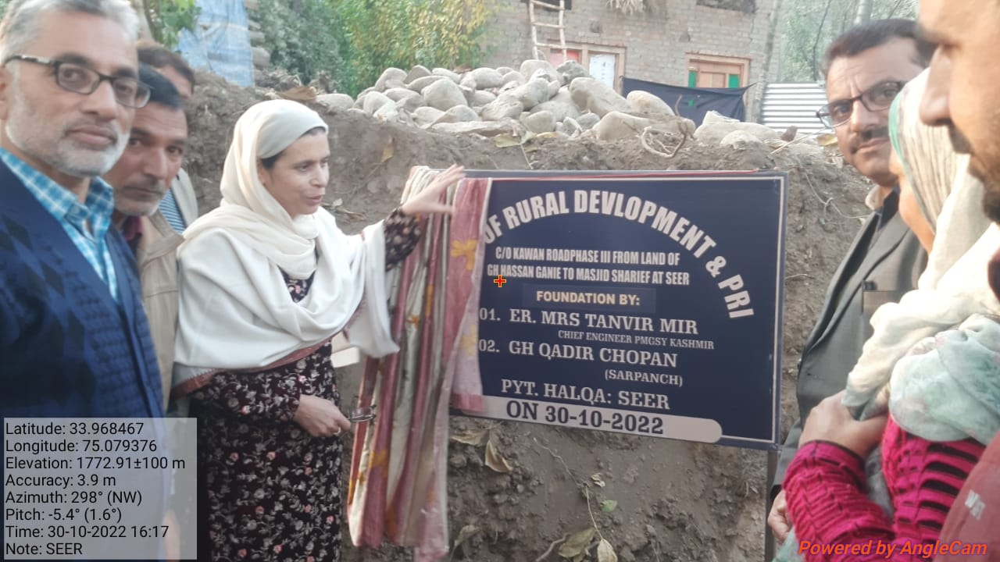 OF RURAL DEVLOPMENT & PRI
C/O KAWAN ROADPHASE III FROM LAND OF
GH HASSAN GANIE TO MASJID SHARIEF AT SEER
FOUNDATION BY:
01. ER. MRS TANVIR MIR
CHIEF ENGINEER PMGSY KASHMIR
02. GH QADIR CHOPAN
(SARPANCH)
PYT. HALQA: SEER
ON 30-10-2022
Latitude: 33.968467
Longitude: 75.079376
Elevation: 1772.91±100 m
Accuracy: 3.9 m
Azimuth: 298° (NW)
Pitch: -5.4° (1.6°)
Time: 30-10-2022 16:17
Note: SEER
Powered by AngleCam